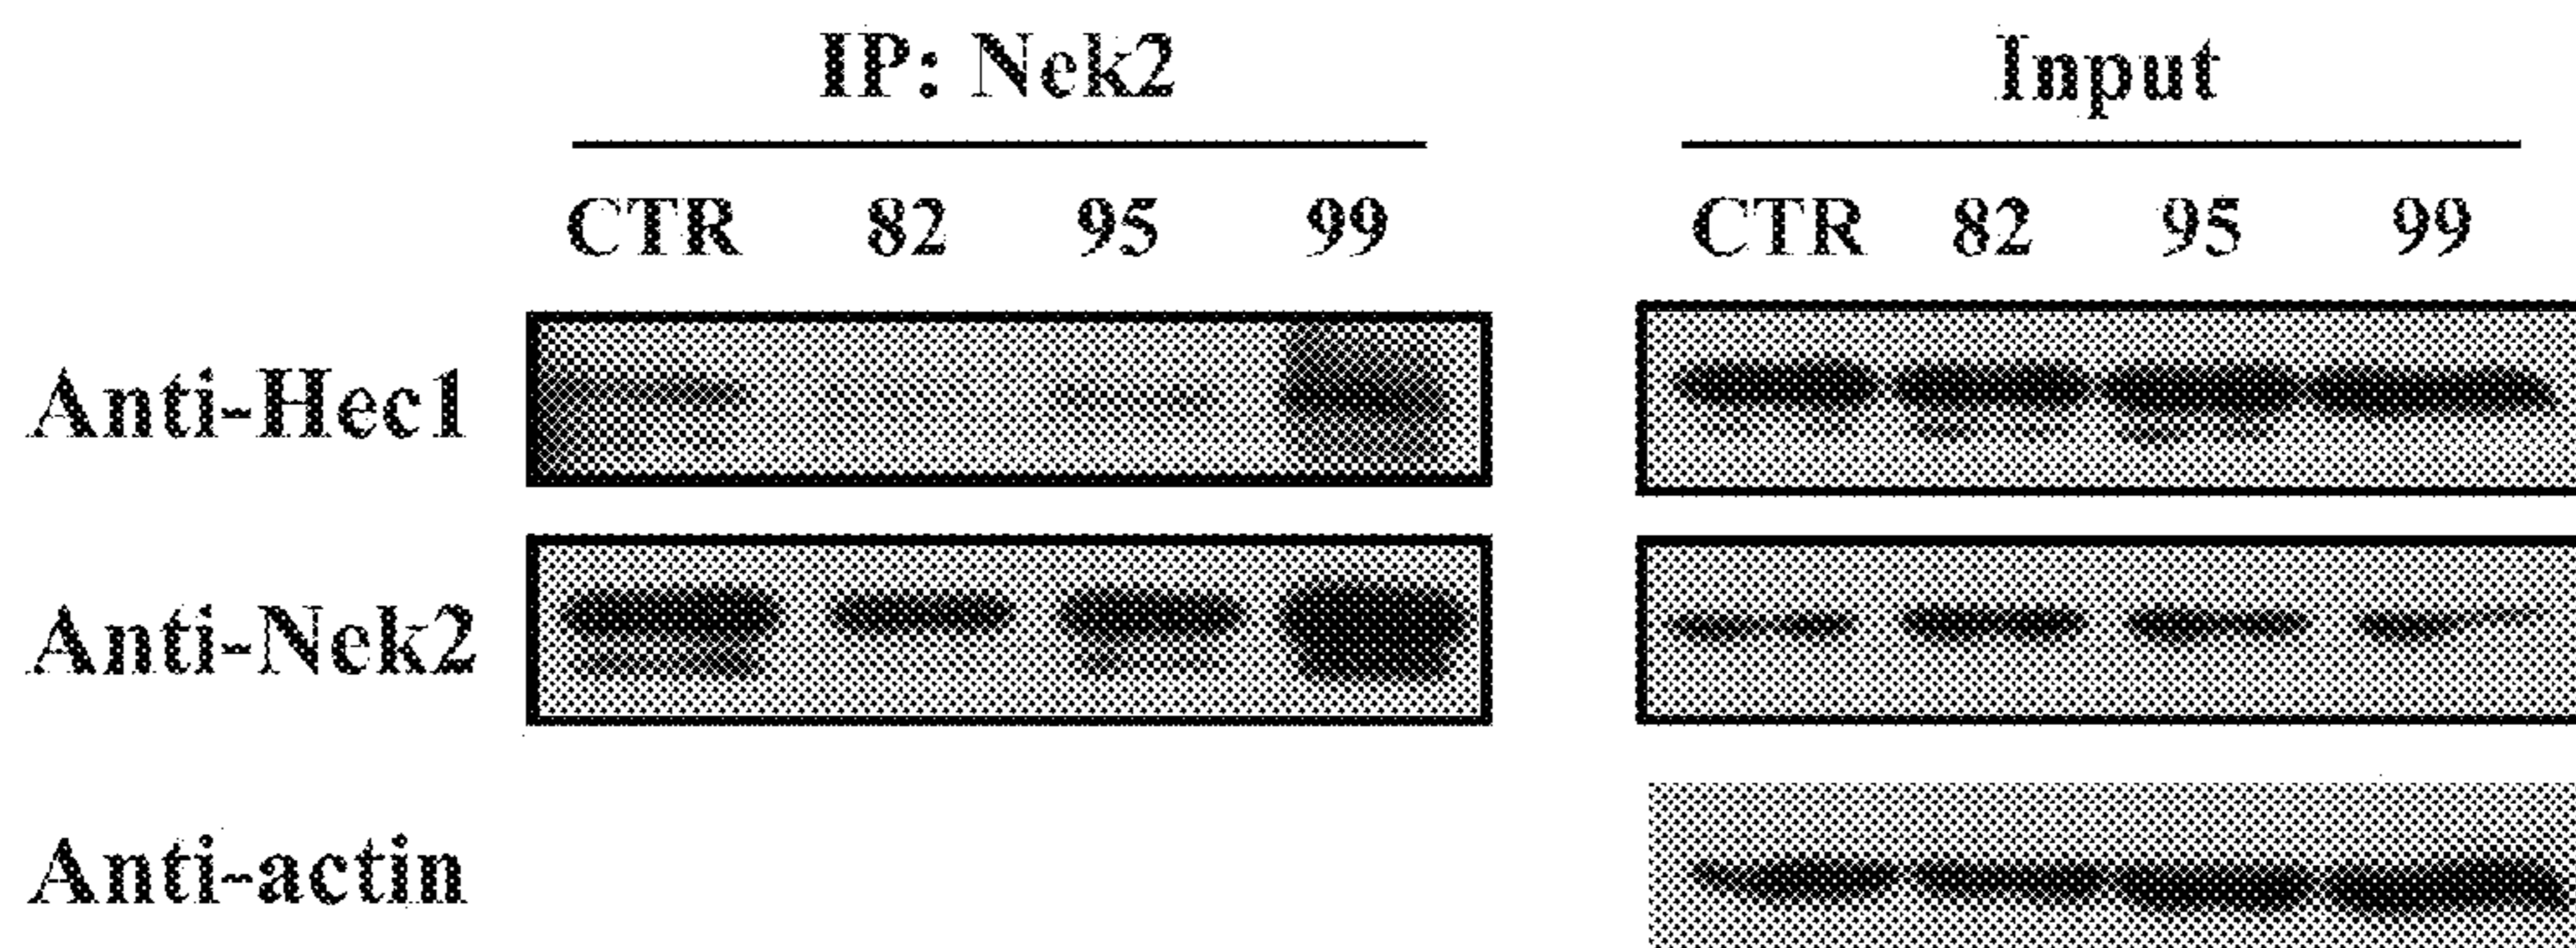 IP: Nek2 Input
CTR 82 95 99 CTR 82 95 99
Anti-Hec1
Anti-Nek2
Anti-actin